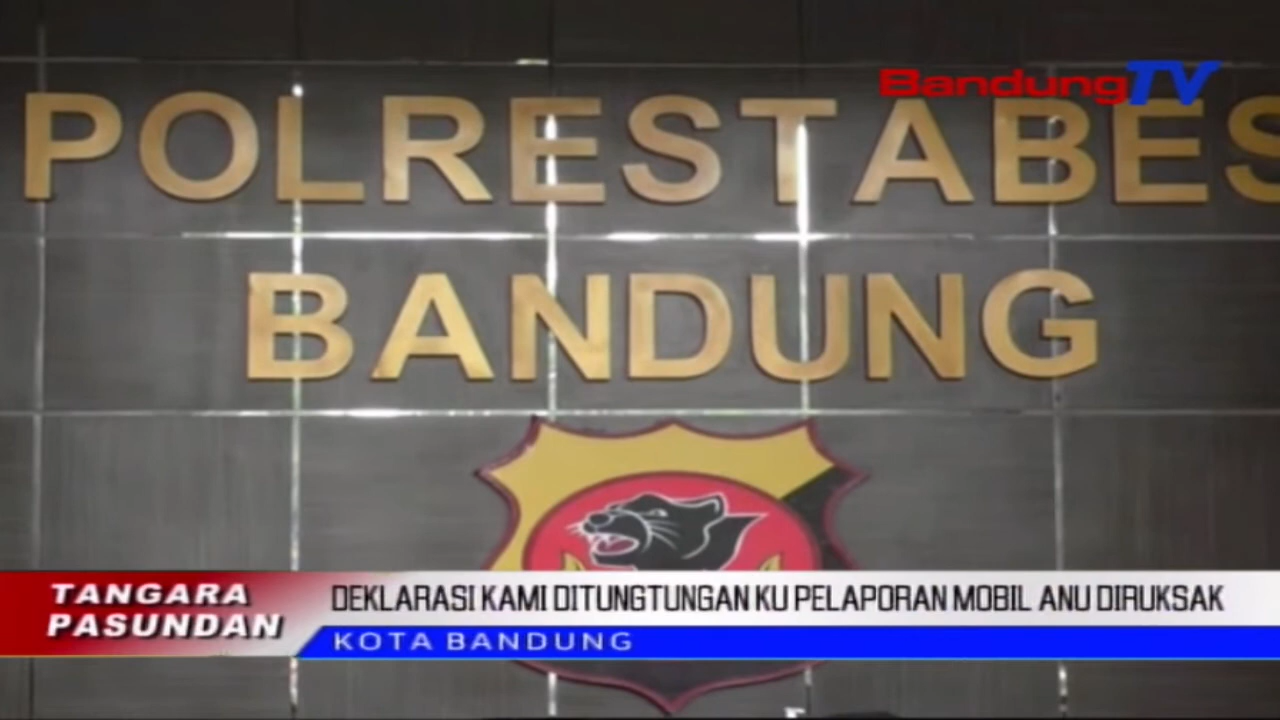 BandungTV
POLRESTABES
BANDUNG
TANGARA
PASUNDAN
DEKLARASI KAMI DITUNGTUNGAN KU PELAPORAN MOBIL ANU DIRUKSAK
KOTA BANDUNG